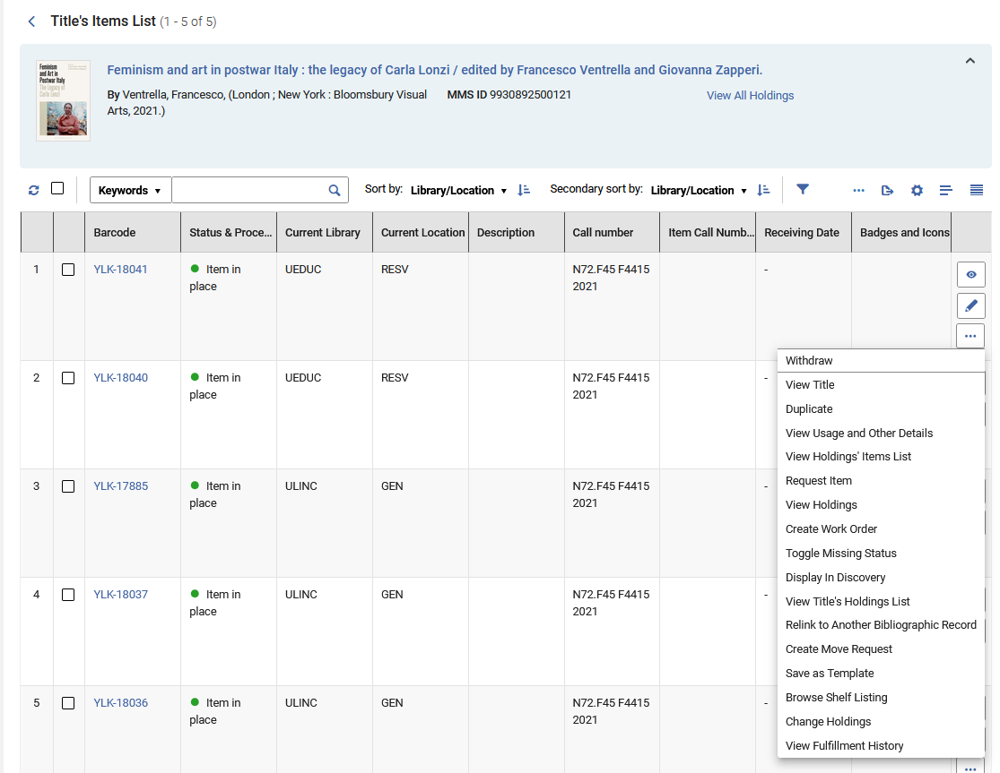 Title's Items List (1 - 5 of 5)
Feminism
and Art in
Postwar Italy
The legacy of
Carla Lonzi
Feminism and art in postwar Italy : the legacy of Carla Lonzi / edited by Francesco Ventrella and Giovanna Zapperi.
By Ventrella, Francesco, (London ; New York : Bloomsbury Visual Arts, 2021.) MMS ID 9930892500121 View All Holdings
Keywords Sort by: Library/Location Secondary sort by: Library/Location
Barcode Status & Proce... Current Library Current Location Description Call number Item Call Numb... Receiving Date Badges and Icons
1 YLK-18041 Item in place UEDUC RESV N72.F45 F4415 2021 -
2 YLK-18040 Item in place UEDUC RESV N72.F45 F4415 2021 -
3 YLK-17885 Item in place ULINC GEN N72.F45 F4415 2021 -
4 YLK-18037 Item in place ULINC GEN N72.F45 F4415 2021 -
5 YLK-18036 Item in place ULINC GEN N72.F45 F4415 2021 -
Withdraw
View Title
Duplicate
View Usage and Other Details
View Holdings' Items List
Request Item
View Holdings
Create Work Order
Toggle Missing Status
Display In Discovery
View Title's Holdings List
Relink to Another Bibliographic Record
Create Move Request
Save as Template
Browse Shelf Listing
Change Holdings
View Fulfillment History